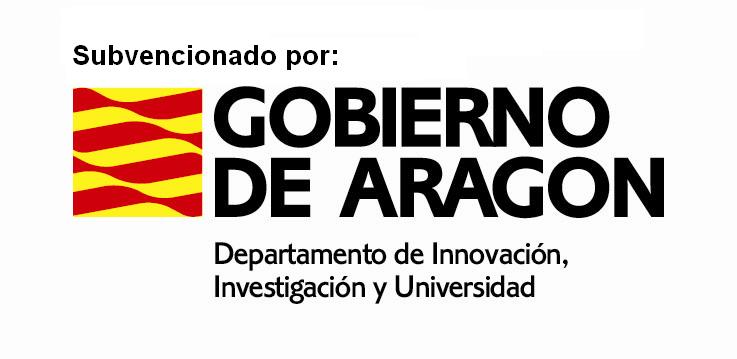 Subvencionado por:
GOBIERNO
DE ARAGON
Departamento de Innovación,
Investigación y Universidad